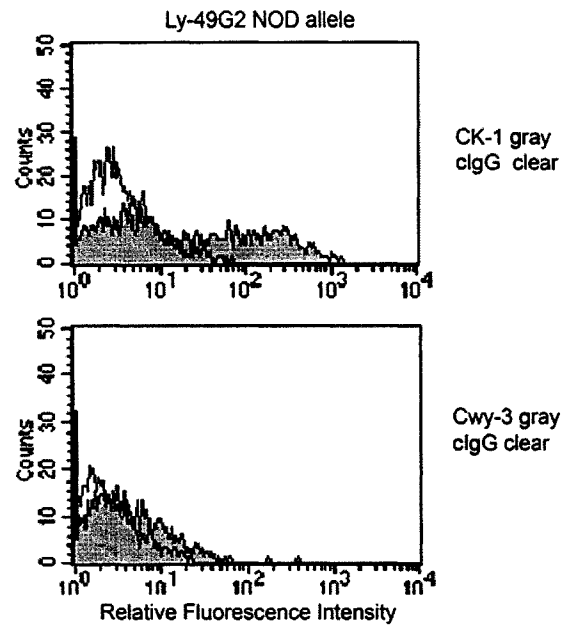 Ly-49G2 NOD allele
50
40
30
20
10
0
Counts
10^0 10^1 10^2 10^3 10^4
CK-1 gray
cIgG clear
50
40
30
20
10
0
Counts
10^0 10^1 10^2 10^3 10^4
Relative Fluorescence Intensity
Cwy-3 gray
cIgG clear